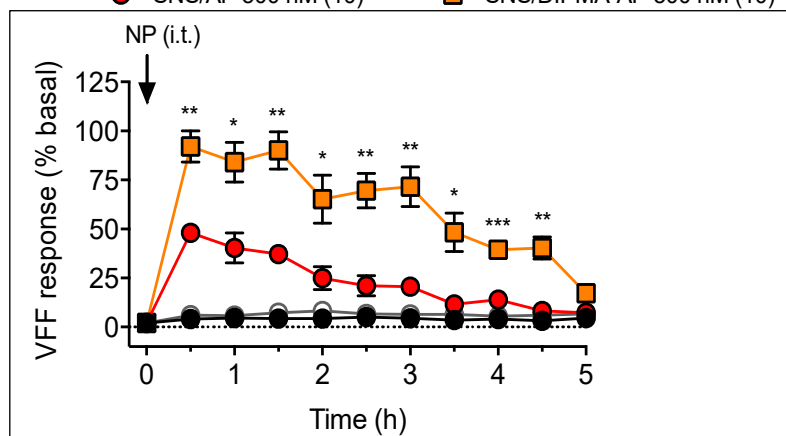 NP (i.t.)
125
100
75
50
25
0
VFF response (% basal)
** * ** * ** ** * *** **
0 1 2 3 4 5
Time (h)